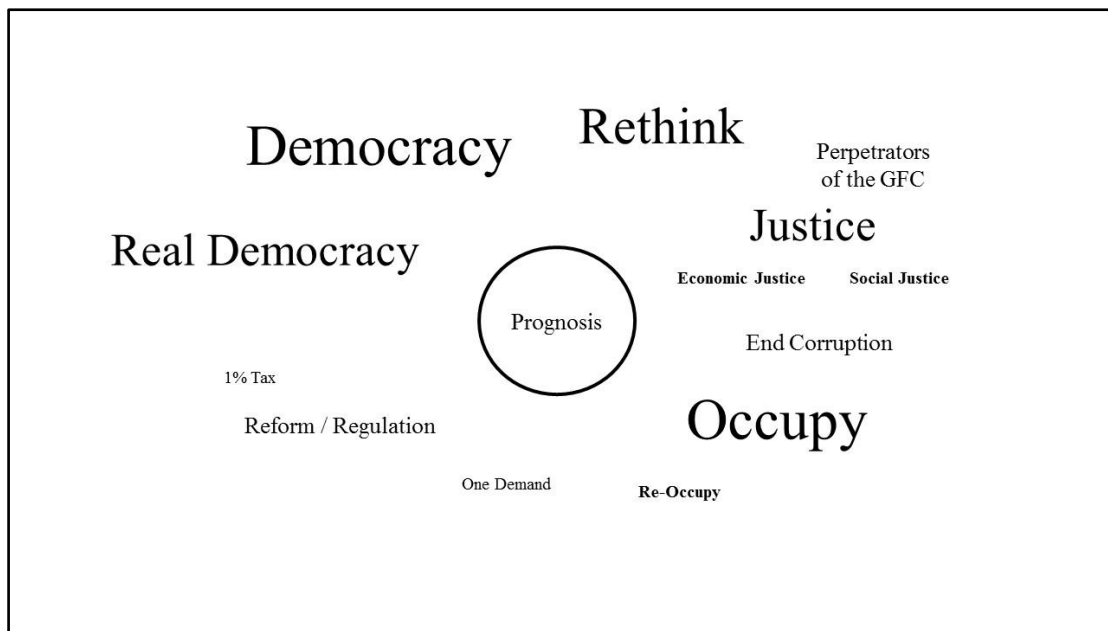 Democracy
Rethink
Perpetrators
of the GFC
Justice
Real Democracy
Economic Justice
Social Justice
Prognosis
End Corruption
1% Tax
Occupy
Reform / Regulation
One Demand
Re-Occupy